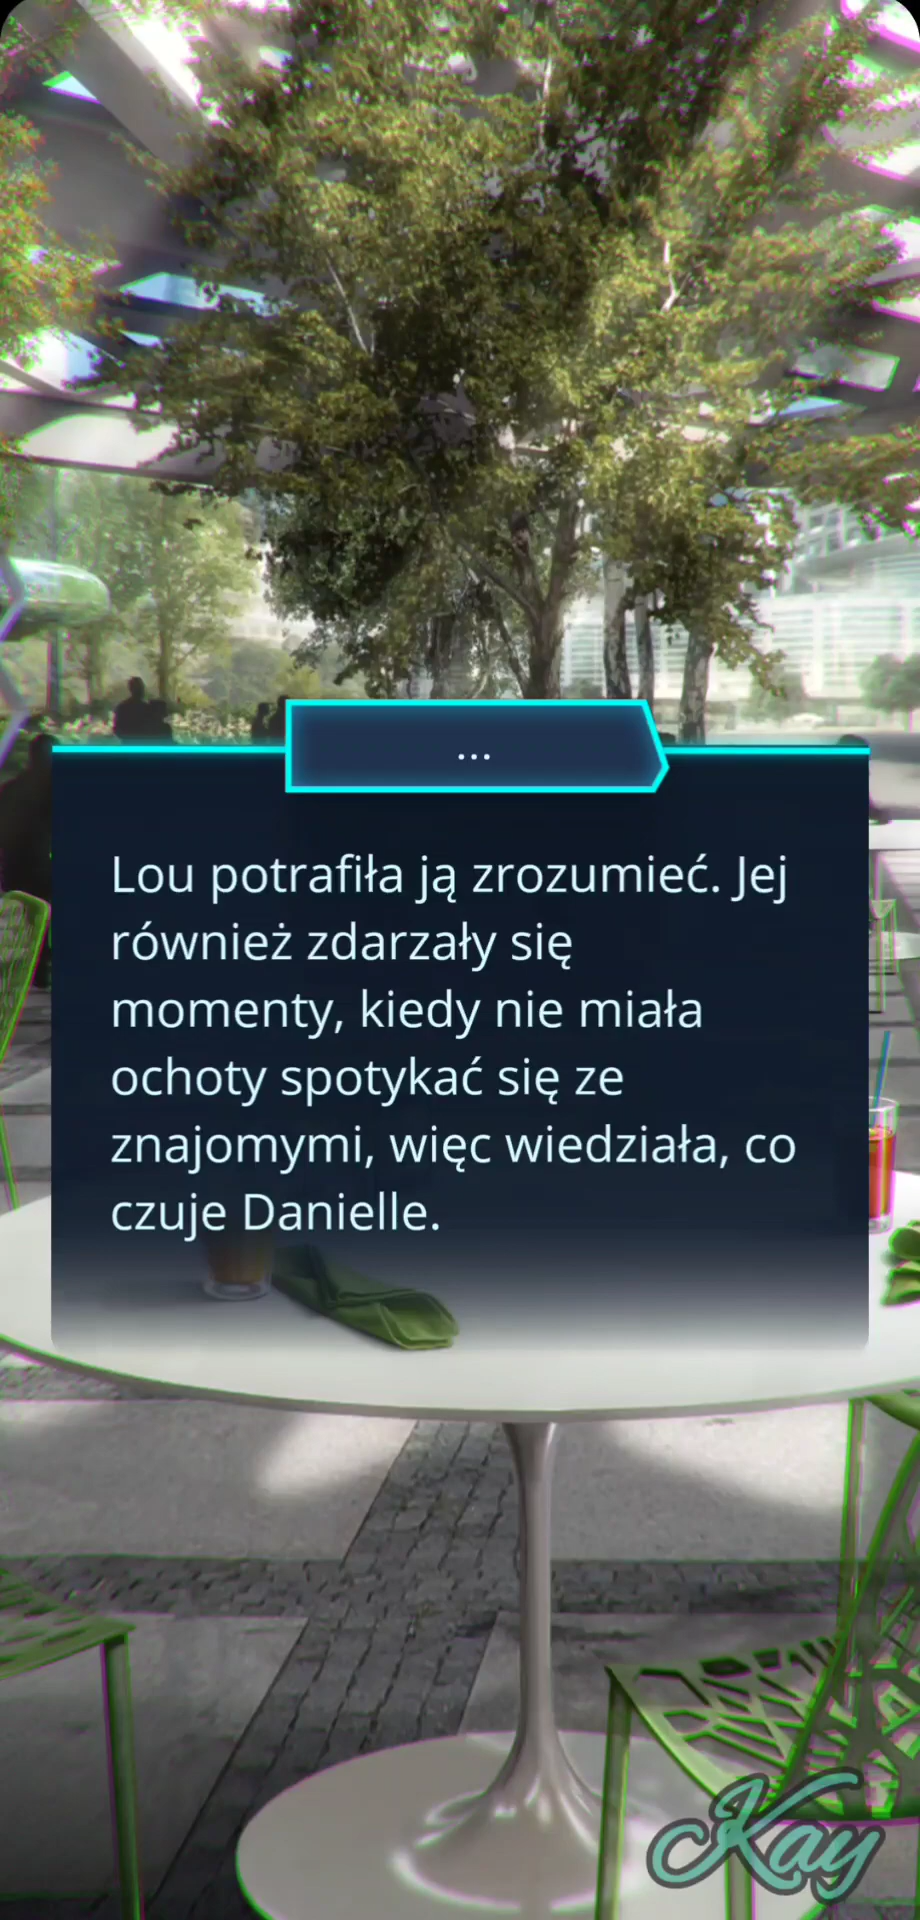 ...
Lou potrafiła ją zrozumieć. Jej
również zdarzały się
momenty, kiedy nie miała
ochoty spotykać się ze
znajomymi, więc wiedziała, co
czuje Danielle.
Kay